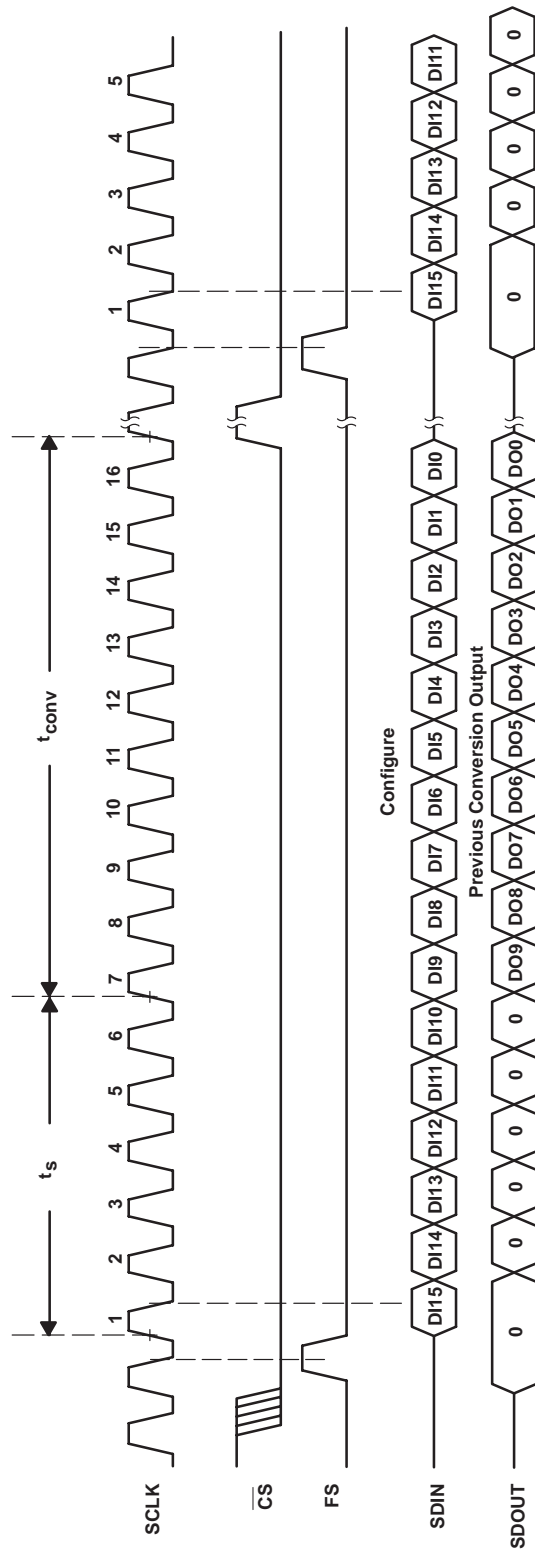 t_s
t_conv
SCLK
1 2 3 4 5 6 7 8 9 10 11 12 13 14 15 16 1 2 3 4 5
CS
FS
Configure
SDIN
DI15 DI14 DI13 DI12 DI11 DI10 DI9 DI8 DI7 DI6 DI5 DI4 DI3 DI2 DI1 DI0 DI15 DI14 DI13 DI12 DI11
Previous Conversion Output
SDOUT
0 0 0 0 0 0 DO9 DO8 DO7 DO6 DO5 DO4 DO3 DO2 DO1 DO0 0 0 0 0 0